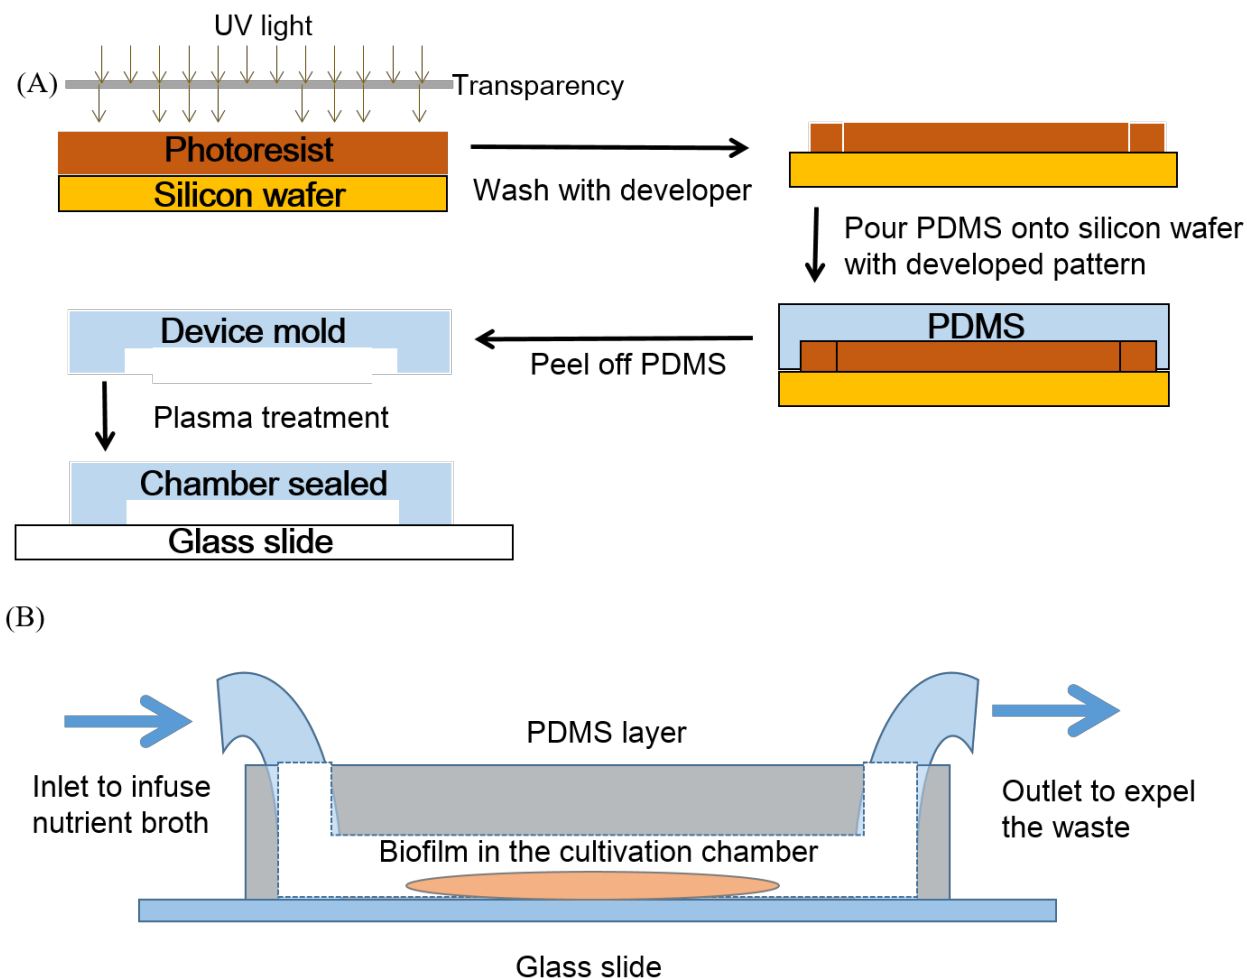 UV light
(A)
Transparency
Photoresist
Silicon wafer
Wash with developer
Pour PDMS onto silicon wafer
with developed pattern
PDMS
Peel off PDMS
Device mold
Plasma treatment
Chamber sealed
Glass slide
(B)
PDMS layer
Inlet to infuse
nutrient broth
Outlet to expel
the waste
Biofilm in the cultivation chamber
Glass slide